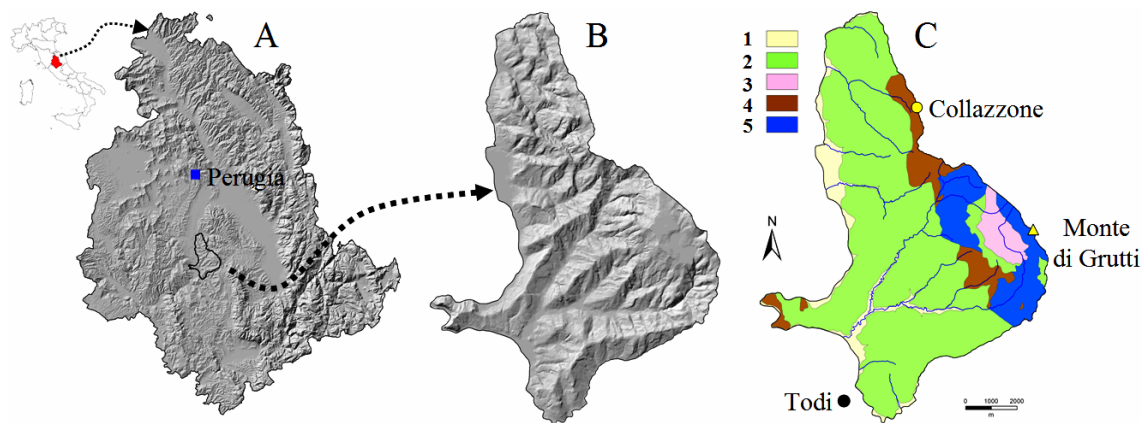 A
B
C
Perugia
1
2
3
4
5
Collazzone
N
Monte
di Grutti
Todi
0 1000 2000
m